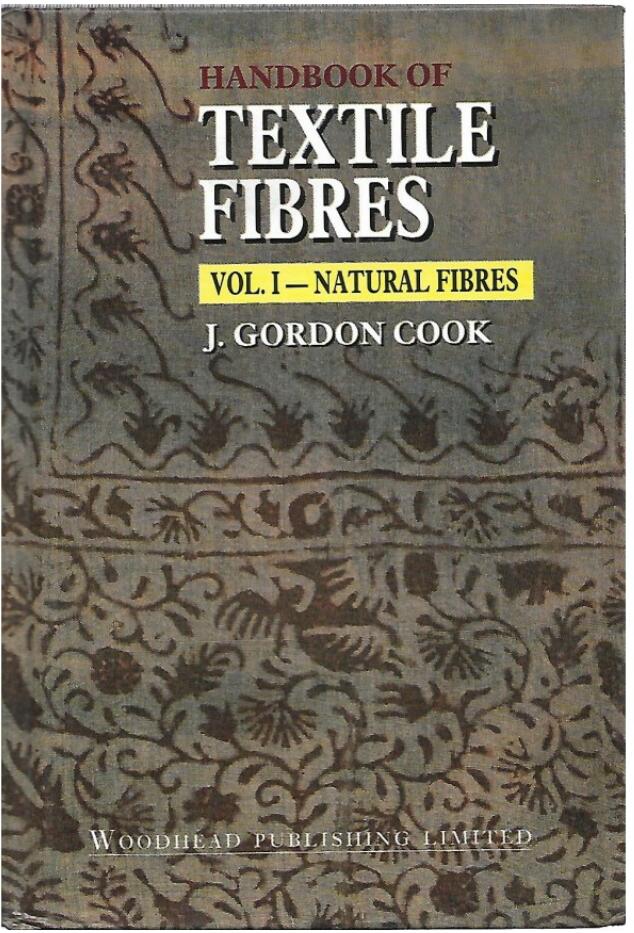 HANDBOOK OF
TEXTILE
FIBRES
VOL. I — NATURAL FIBRES
J. GORDON COOK
WOODHEAD PUBLISHING LIMITED